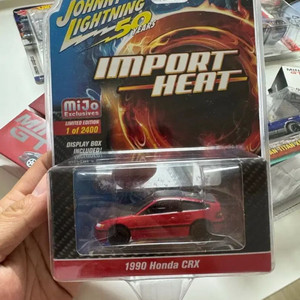 JOHNNY
LIGHTNING
50
YEARS
IMPORT
HEAT
MiJo
Exclusives
LIMITED EDITION
1 of 2400
DISPLAY BOX
INCLUDED!
1990 Honda CRX